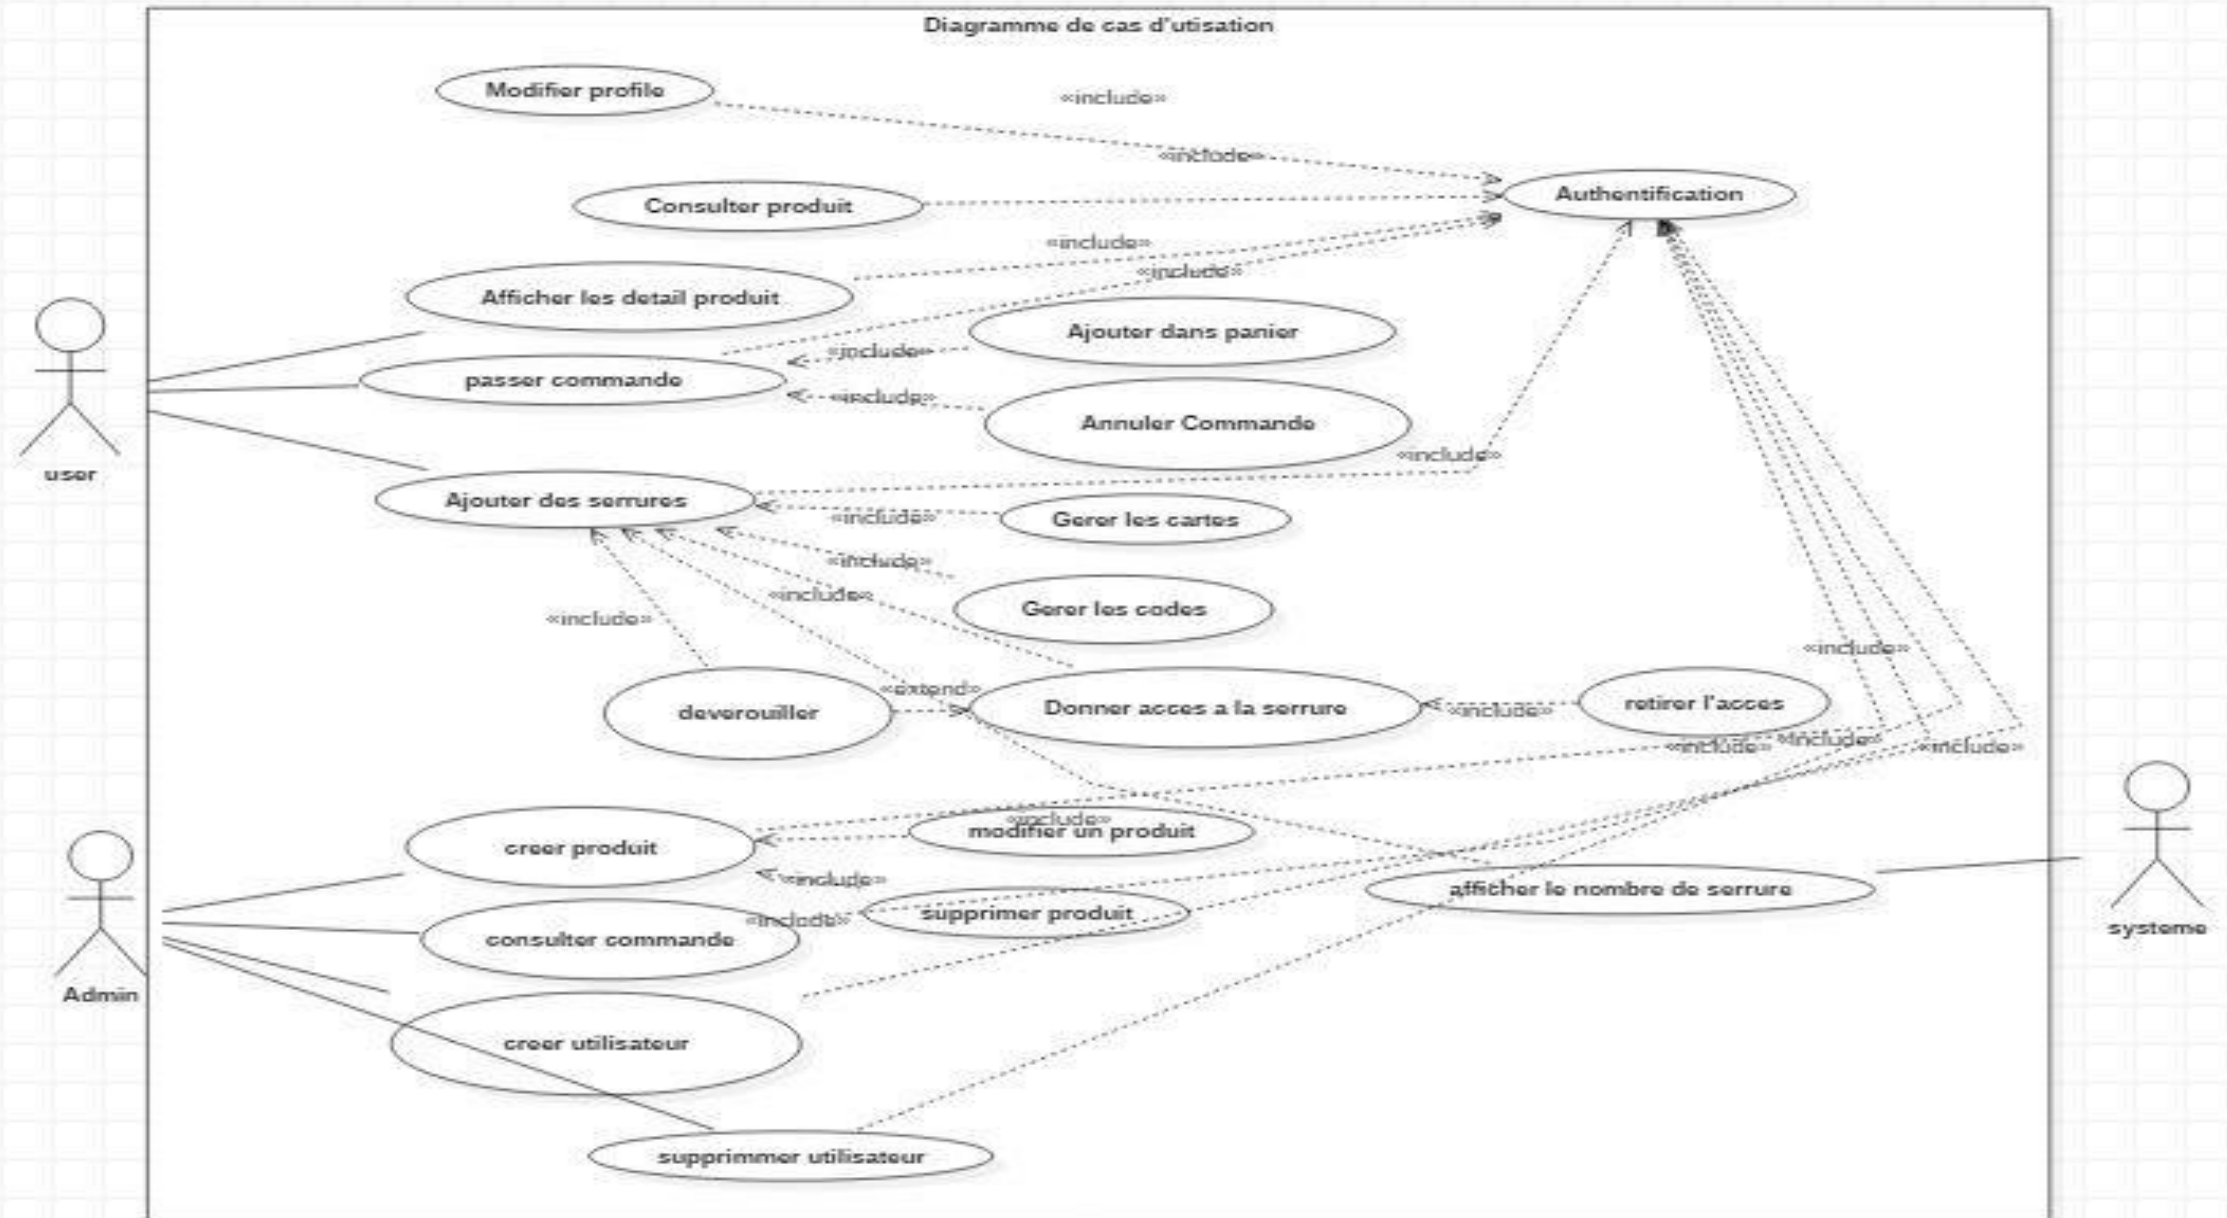 Diagramme de cas d'utisation
Modifier profile
«include»
«include»
Authentification
Consulter produit
«include»
«include»
Afficher les detail produit
Ajouter dans panier
«include»
passer commande
«include»
Annuler Commande
«include»
user
Ajouter des serrures
«include»
Gerer les cartes
«include»
«include»
Gerer les codes
«include»
«include»
«extend»
deverouiller
Donner acces a la serrure
«include»
retirer l'acces
«include»
«include»
«include»
«include»
creer produit
modifier un produit
«include»
«include»
supprimer produit
afficher le nombre de serrure
consulter commande
systeme
Admin
creer utilisateur
supprimmer utilisateur